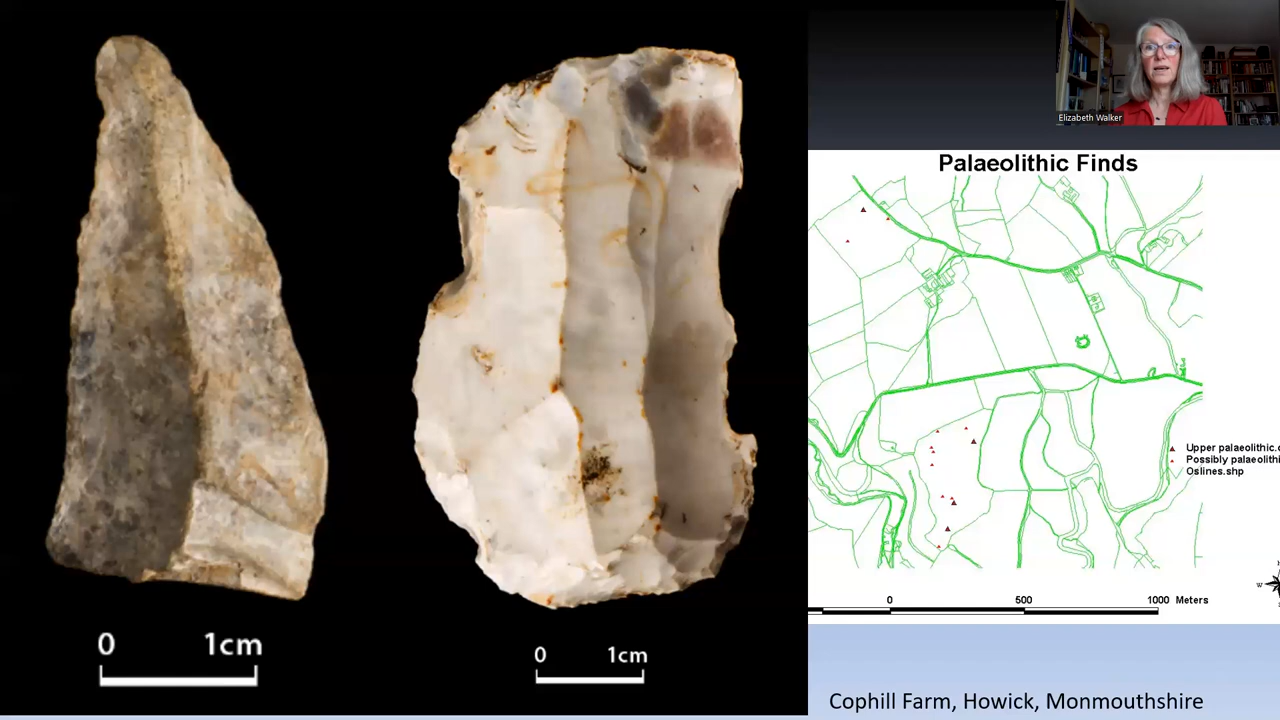 Elizabeth Walker
Palaeolithic Finds
Upper palaeolithic.
Possibly palaeolithi
Oslines.shp
W
0 500 1000 Meters
0 1cm
0 1cm
Cophill Farm, Howick, Monmouthshire